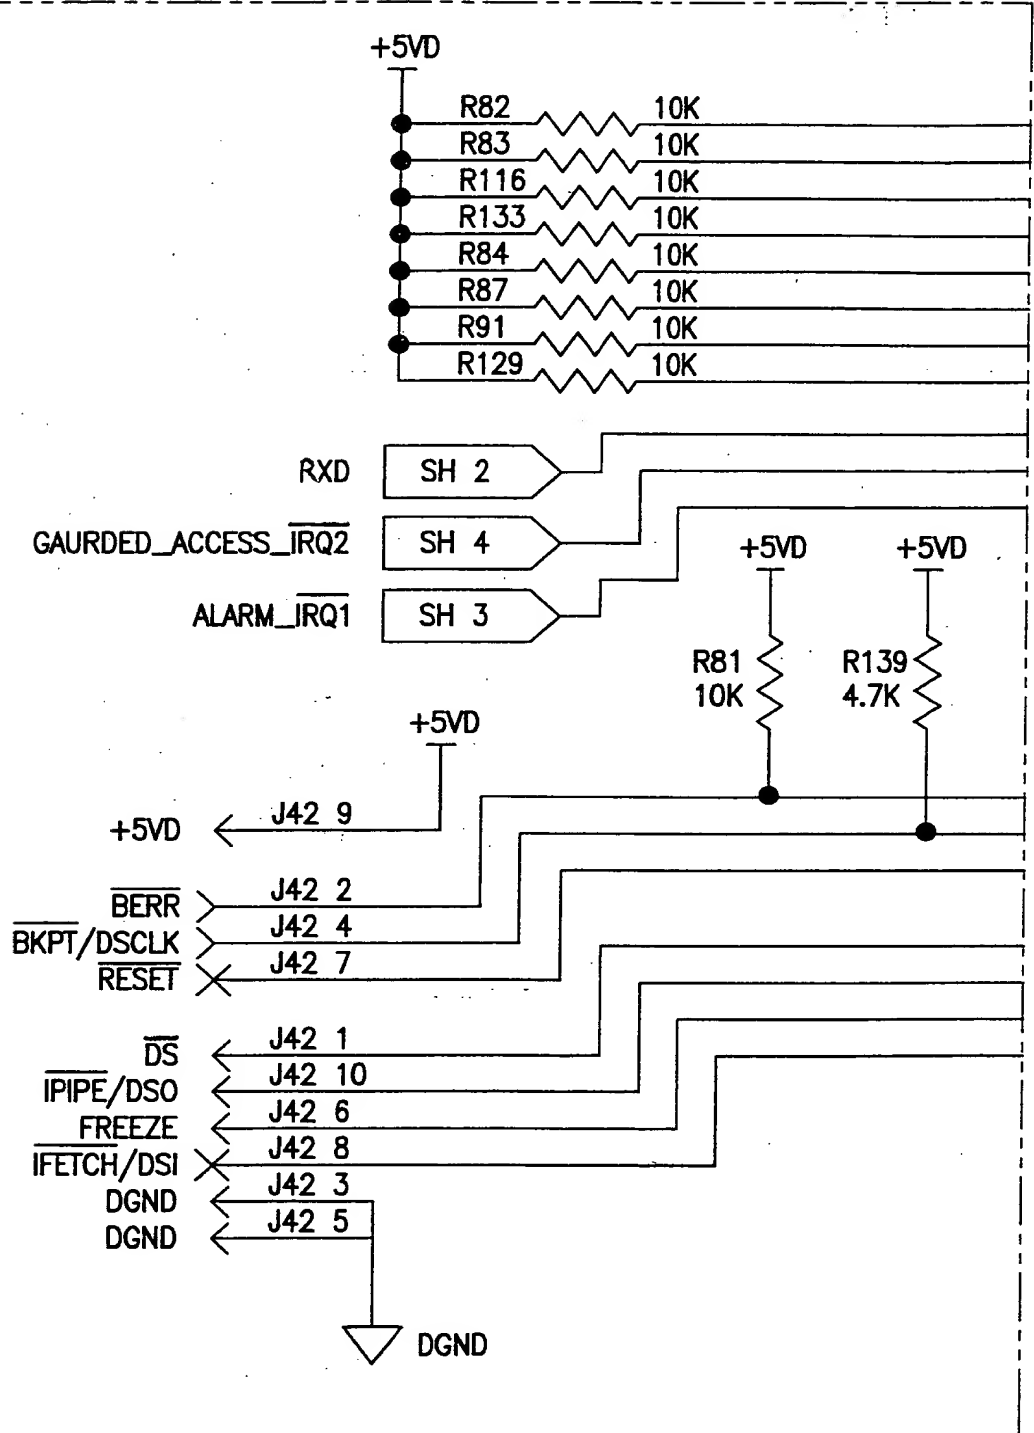 +5VD
R82 10K
R83 10K
R116 10K
R133 10K
R84 10K
R87 10K
R91 10K
R129 10K
RXD SH 2
GAURDED_ACCESS_IRQ2 SH 4
ALARM_IRQ1 SH 3
+5VD +5VD
R81 R139
10K 4.7K
+5VD
+5VD J42 9
BERR J42 2
BKPT/DSCLK J42 4
RESET J42 7
DS J42 1
IPIPE/DSO J42 10
FREEZE J42 6
IFETCH/DSI J42 8
DGND J42 3
DGND J42 5
DGND